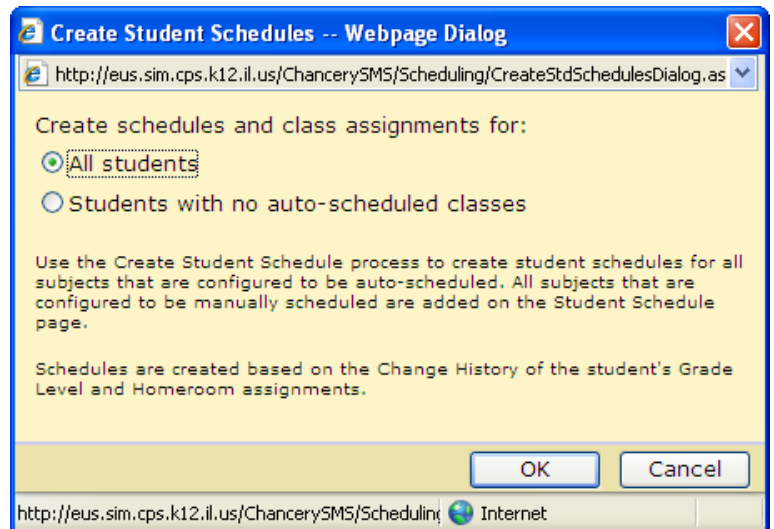 Create Student Schedules -- Webpage Dialog
http://eus.sim.cps.k12.il.us/ChancerySMS/Scheduling/CreateStdSchedulesDialog.as
Create schedules and class assignments for:
All students
Students with no auto-scheduled classes
Use the Create Student Schedule process to create student schedules for all
subjects that are configured to be auto-scheduled. All subjects that are
configured to be manually scheduled are added on the Student Schedule
page.
Schedules are created based on the Change History of the student's Grade
Level and Homeroom assignments.
OK Cancel
http://eus.sim.cps.k12.il.us/ChancerySMS/Scheduling Internet